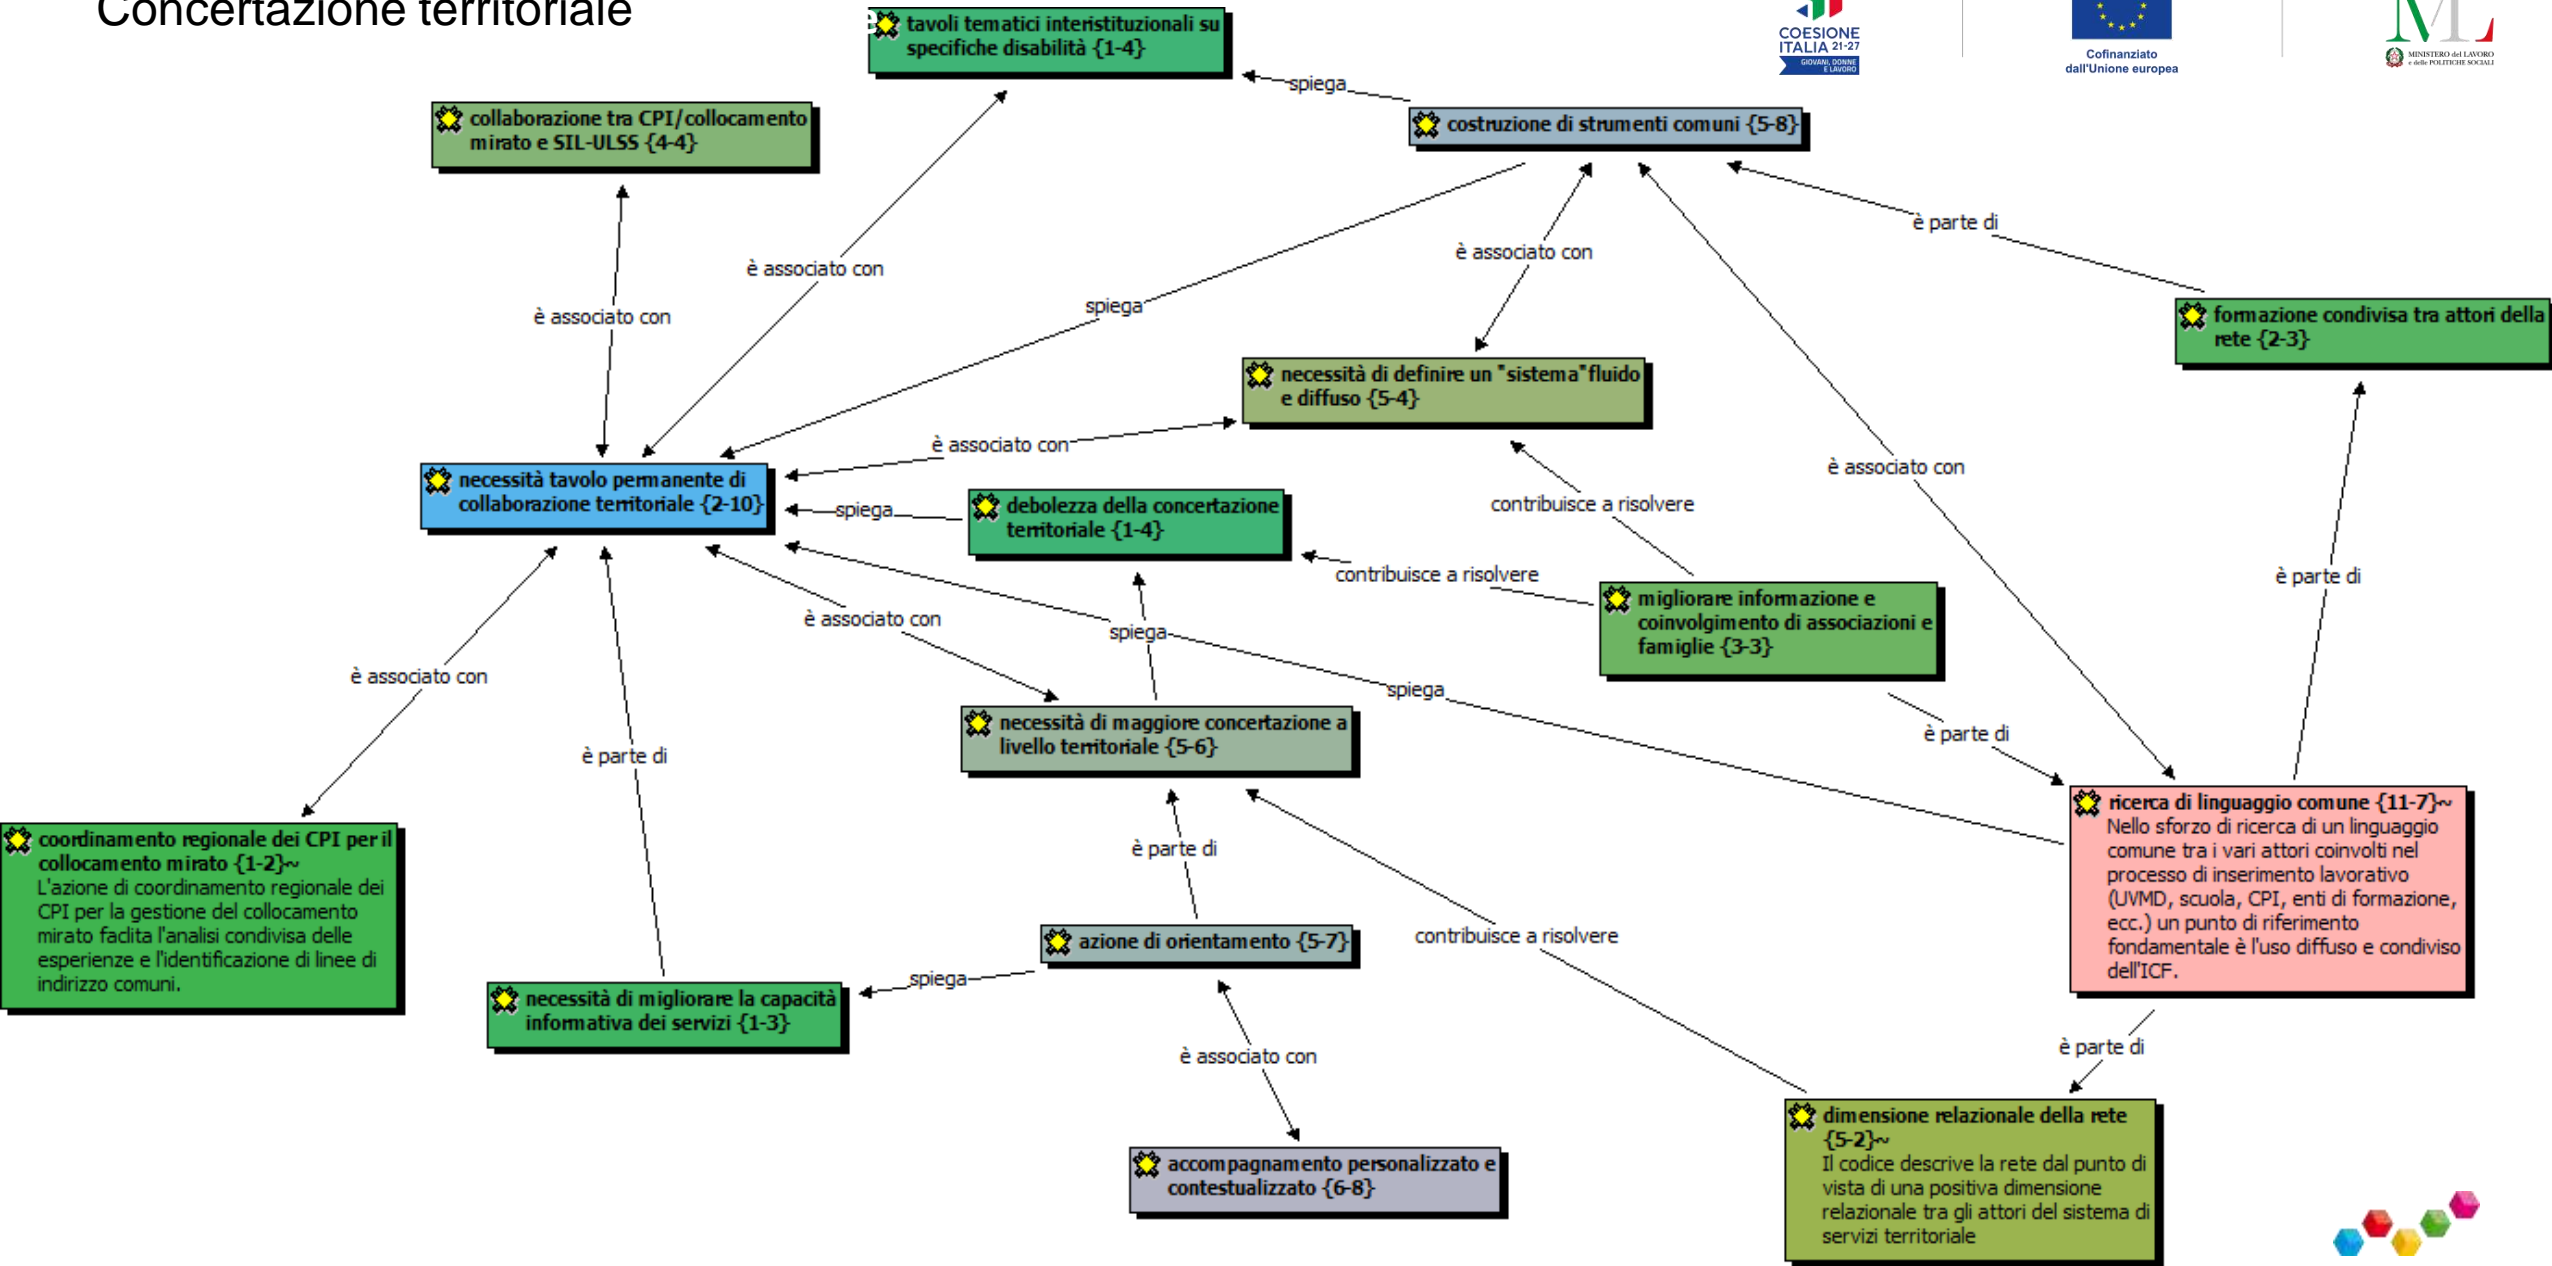 Concertazione territoriale
tavoli tematici interistituzionali su
specifiche disabilità {1-4}
COESIONE
ITALIA 21-27
GIOVANI, DONNE
E LAVORO
Cofinanziato
dall'Unione europea
MINISTERO del LAVORO
e delle POLITICHE SOCIALI
spiega
collaborazione tra CPI/collocamento
mirato e SIL-ULSS {4-4}
costruzione di strumenti comuni {5-8}
è parte di
è associato con
è associato con
spiega
è associato con
formazione condivisa tra attori della
rete {2-3}
necessità di definire un "sistema"fluido
e diffuso {5-4}
è associato con
è associato con
necessità tavolo permanente di
collaborazione territoriale {2-10}
spiega
debolezza della concertazione
territoriale {1-4}
contribuisce a risolvere
contribuisce a risolvere
è parte di
migliorare informazione e
coinvolgimento di associazioni e
famiglie {3-3}
è associato con
spiega
è associato con
spiega
necessità di maggiore concertazione a
livello territoriale {5-6}
è parte di
è parte di
ricerca di linguaggio comune {11-7}~
Nello sforzo di ricerca di un linguaggio
comune tra i vari attori coinvolti nel
processo di inserimento lavorativo
(UVMD, scuola, CPI, enti di formazione,
ecc.) un punto di riferimento
fondamentale è l'uso diffuso e condiviso
dell'ICF.
coordinamento regionale dei CPI per il
collocamento mirato {1-2}~
L'azione di coordinamento regionale dei
CPI per la gestione del collocamento
mirato faclita l'analisi condivisa delle
esperienze e l'identificazione di linee di
indirizzo comuni.
è parte di
azione di orientamento {5-7}
contribuisce a risolvere
spiega
necessità di migliorare la capacità
informativa dei servizi {1-3}
è associato con
è parte di
accompagnamento personalizzato e
contestualizzato {6-8}
dimensione relazionale della rete
{5-2}~
Il codice descrive la rete dal punto di
vista di una positiva dimensione
relazionale tra gli attori del sistema di
servizi territoriale